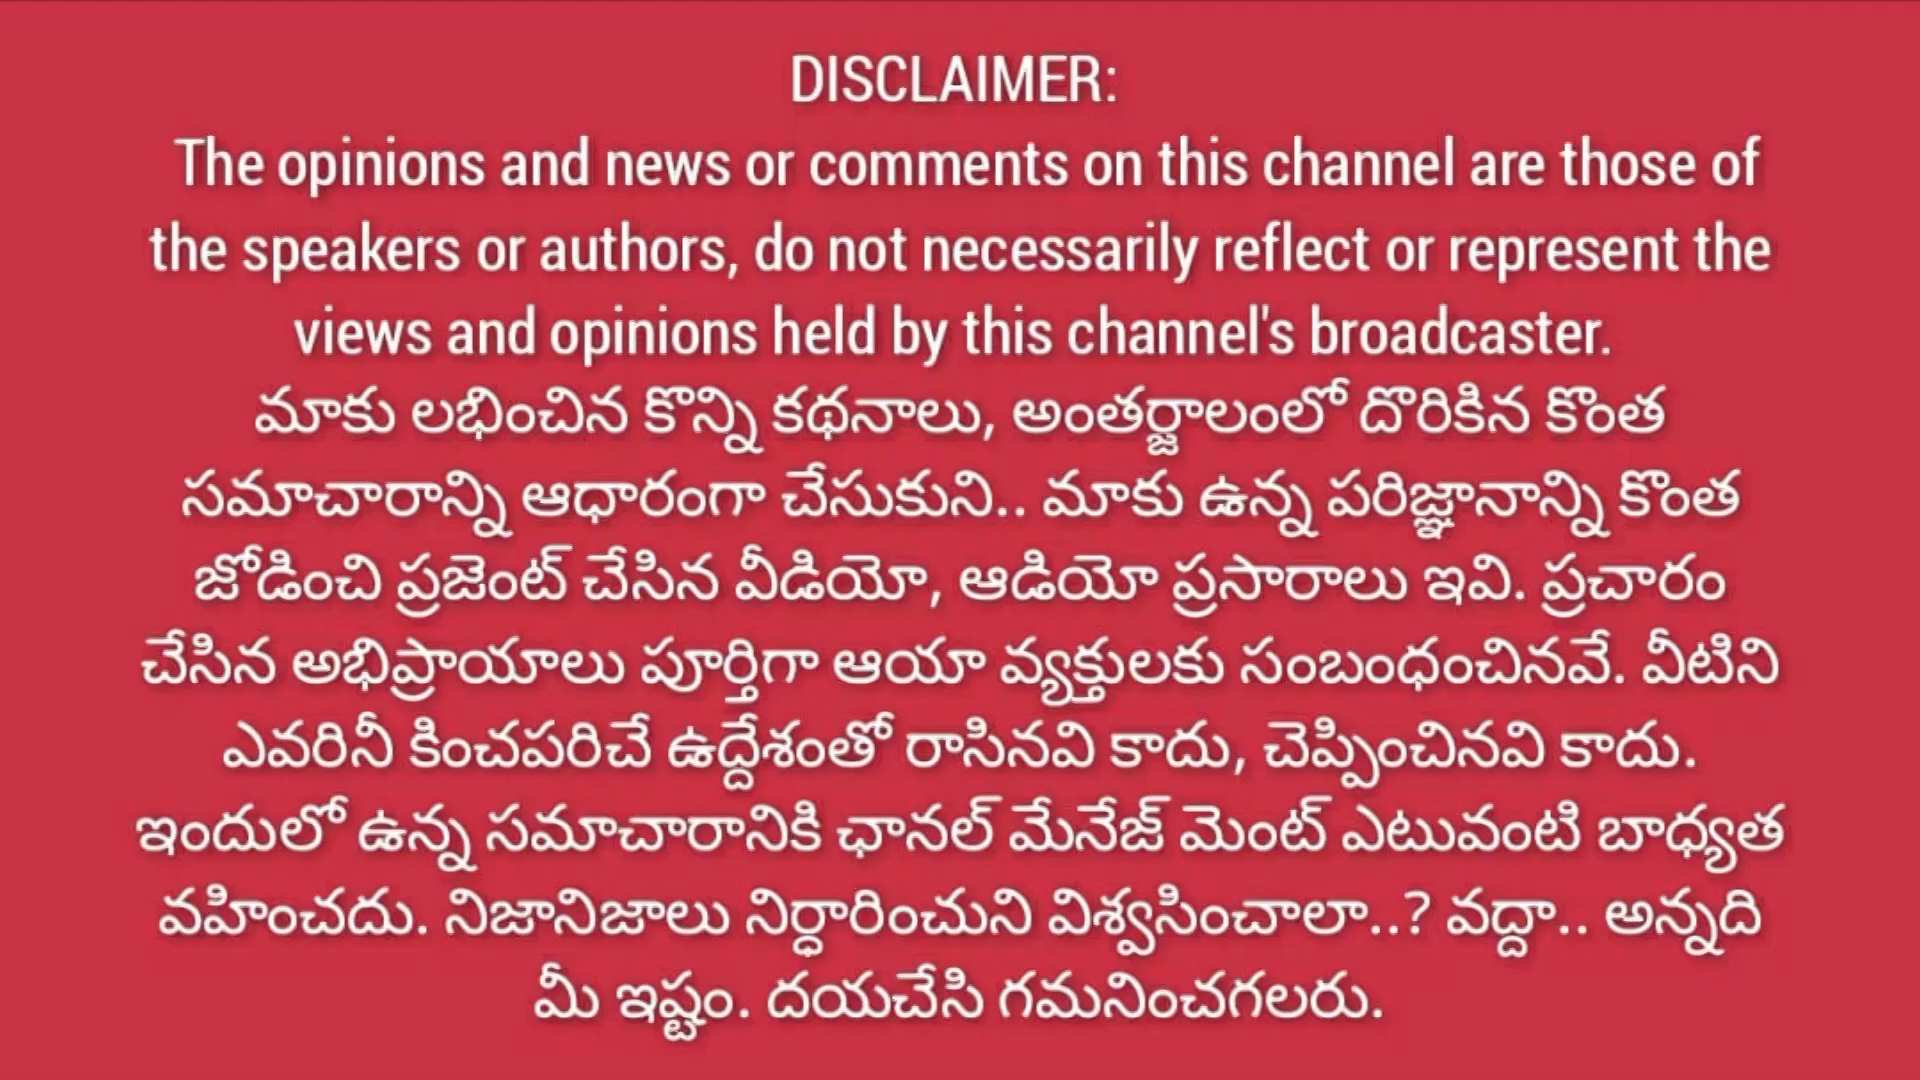 DISCLAIMER:
The opinions and news or comments on this channel are those of
the speakers or authors, do not necessarily reflect or represent the
views and opinions held by this channel's broadcaster.
మాకు లభించిన కొన్ని కథనాలు, అంతర్జాలంలో దొరికిన కొంత
సమాచారాన్ని ఆధారంగా చేసుకుని.. మాకు ఉన్న పరిజ్ఞానాన్ని కొంత
జోడించి ప్రజెంట్ చేసిన వీడియో, ఆడియో ప్రసారాలు ఇవి. ప్రచారం
చేసిన అభిప్రాయాలు పూర్తిగా ఆయా వ్యక్తులకు సంబంధించినవే. వీటిని
ఎవరినీ కించపరిచే ఉద్దేశంతో రాసినవి కాదు, చెప్పించినవి కాదు.
ఇందులో ఉన్న సమాచారానికి ఛానల్ మేనేజ్ మెంట్ ఎటువంటి బాధ్యత
వహించదు. నిజానిజాలు నిర్ధారించుని విశ్వసించాలా..? వద్దా.. అన్నది
మీ ఇష్టం. దయచేసి గమనించగలరు.